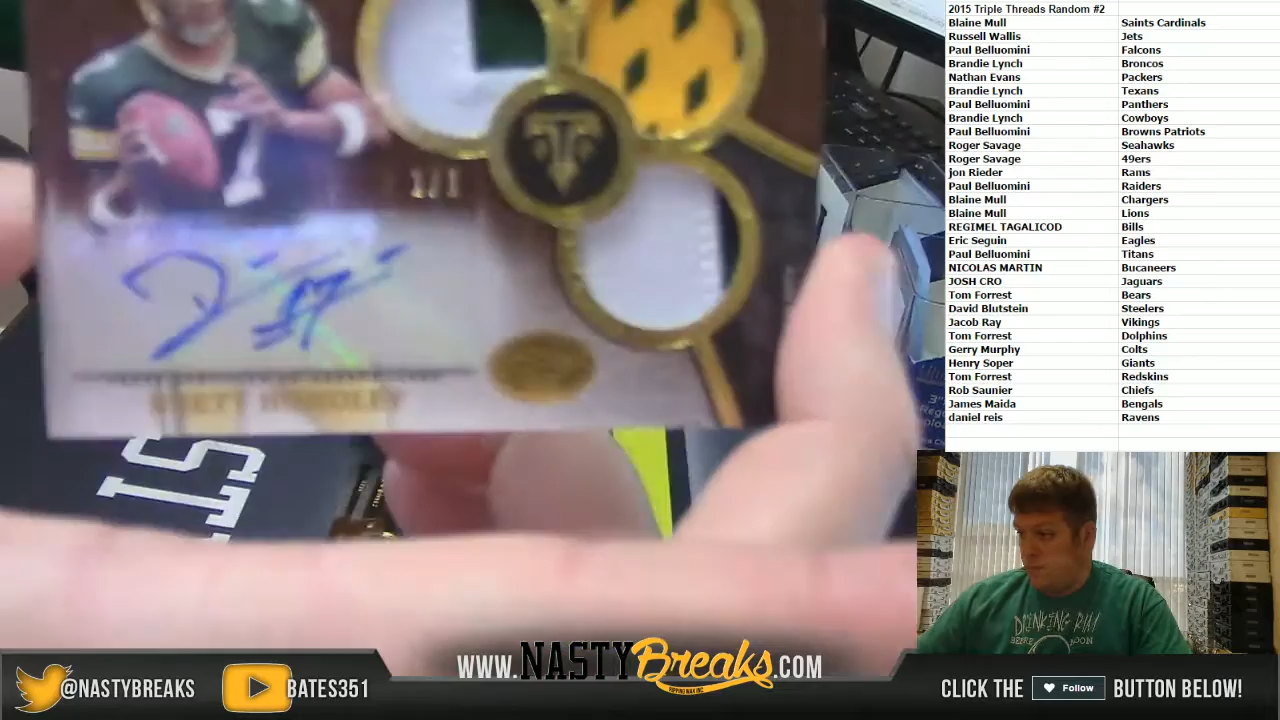 2015 Triple Threads Random #2
Blaine Mull Saints Cardinals
Russell Wallis Jets
Paul Belluomini Falcons
Brandie Lynch Broncos
Nathan Evans Packers
Brandie Lynch Texans
Paul Belluomini Panthers
Brandie Lynch Cowboys
Paul Belluomini Browns Patriots
Roger Savage Seahawks
Roger Savage 49ers
jon Rieder Rams
Paul Belluomini Raiders
Blaine Mull Chargers
Blaine Mull Lions
REGIMEL TAGALICOD Bills
Eric Seguin Eagles
Paul Belluomini Titans
NICOLAS MARTIN Bucaneers
JOSH CRO Jaguars
Tom Forrest Bears
David Blutstein Steelers
Jacob Ray Vikings
Tom Forrest Dolphins
Gerry Murphy Colts
Henry Soper Giants
Tom Forrest Redskins
Rob Saunier Chiefs
James Maida Bengals
daniel reis Ravens
7
1/1
WWW.NASTYBreaks.COM
@NASTYBREAKS
BATES351
CLICK THE Follow BUTTON BELOW!